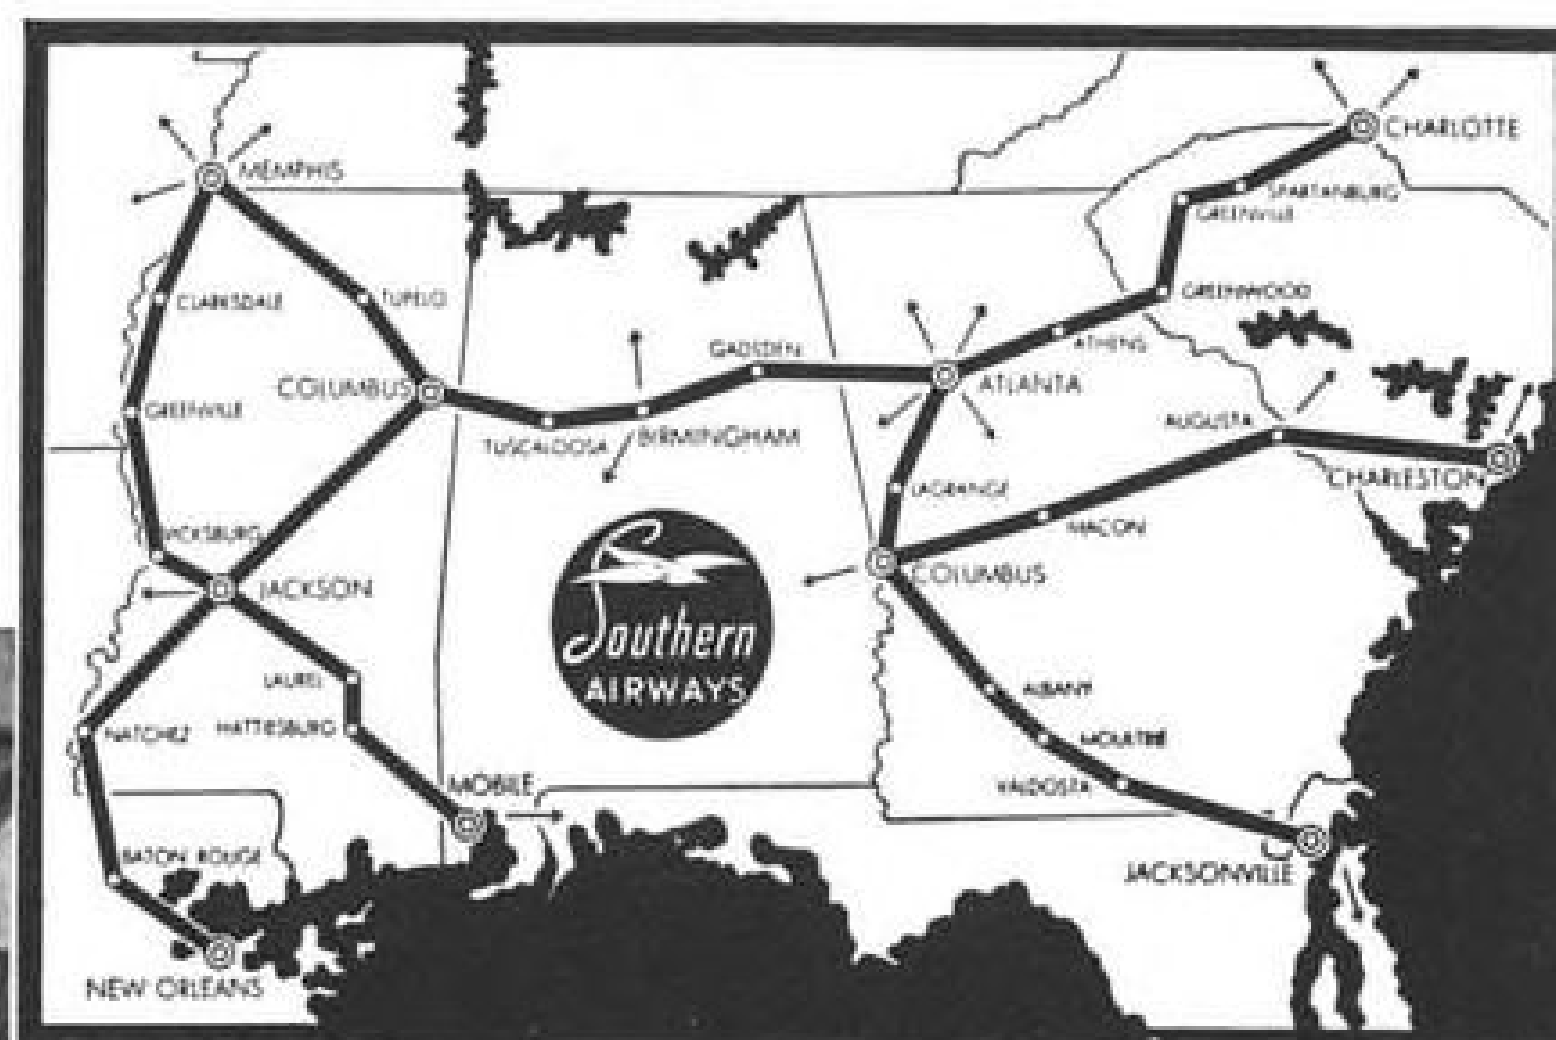 MEMPHIS
CHARLOTTE
SPARTANBURG
GREENVILLE
CLARKSDALE
TUPELO
GREENWOOD
ATHENS
GADSDEN
COLUMBUS
ATLANTA
GREENVILLE
TUSCALOOSA
BIRMINGHAM
AUGUSTA
CHARLESTON
LAGRANGE
MACON
VICKSBURG
JACKSON
COLUMBUS
Southern
AIRWAYS
LAUREL
ALBANY
NATCHEZ
HATTIESBURG
MOULTRIE
MOBILE
VALDOSTA
BATON ROUGE
JACKSONVILLE
NEW ORLEANS